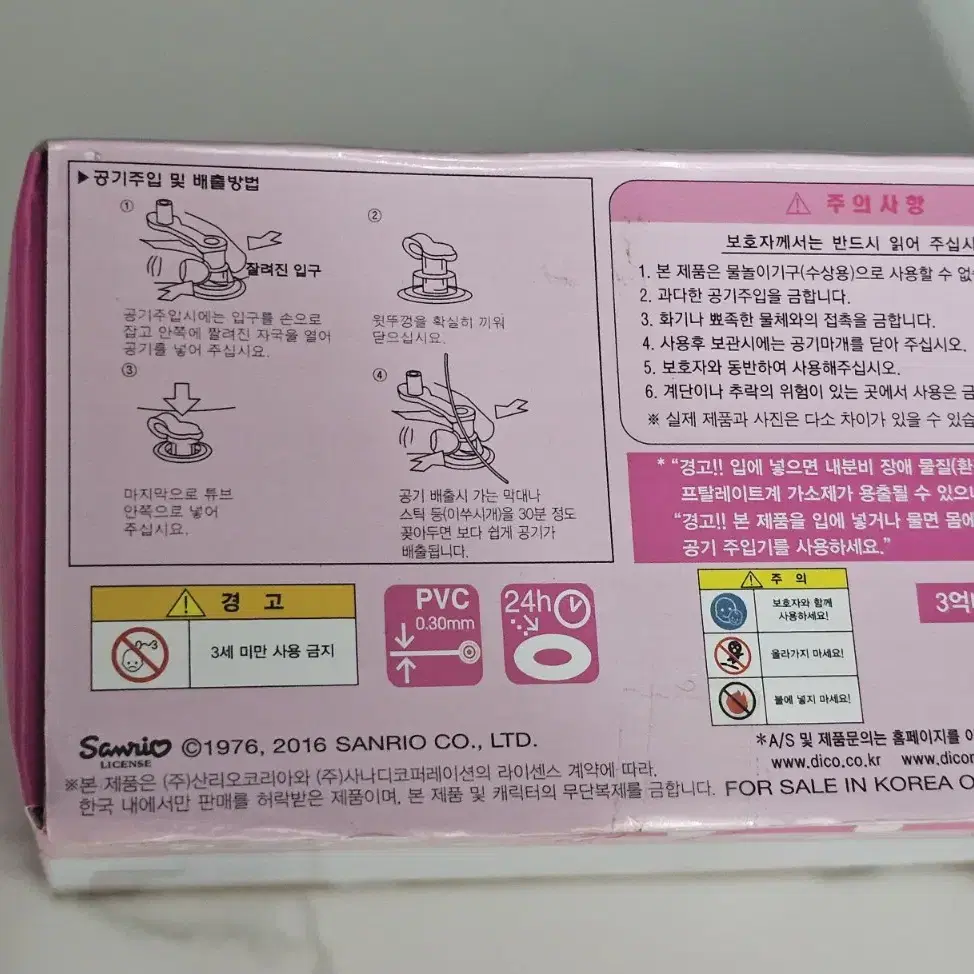 ▶공기주입 및 배출방법
①
잘려진 입구
공기주입시에는 입구를 손으로
잡고 안쪽에 짤려진 자국을 열어
공기를 넣어 주십시요.
②
윗뚜껑을 확실히 끼워
닫으십시요.
③
마지막으로 튜브
안쪽으로 넣어
주십시요.
④
공기 배출시 가는 막대나
스틱 등(이쑤시개)을 30분 정도
꽂아두면 보다 쉽게 공기가
배출됩니다.
⚠ 주의사항
보호자께서는 반드시 읽어 주십시
1. 본 제품은 물놀이기구(수상용)으로 사용할 수 없
2. 과다한 공기주입을 금합니다.
3. 화기나 뾰족한 물체와의 접촉을 금합니다.
4. 사용후 보관시에는 공기마개를 닫아 주십시오.
5. 보호자와 동반하여 사용해주십시오.
6. 계단이나 추락의 위험이 있는 곳에서 사용은 금
※ 실제 제품과 사진은 다소 차이가 있을 수 있습
* "경고!! 입에 넣으면 내분비 장애 물질(환
프탈레이트계 가소제가 용출될 수 있으니
"경고!! 본 제품을 입에 넣거나 물면 몸에
공기 주입기를 사용하세요."
⚠ 경 고
0-3
3세 미만 사용 금지
PVC
0.30mm
24h
⚠ 주 의
보호자와 함께
사용하세요!
올라가지 마세요!
불에 넣지 마세요!
3억
Sanrio
LICENSE
©1976, 2016 SANRIO CO., LTD.
*A/S 및 제품문의는 홈페이지를 이
www.dico.co.kr www.dico
※본 제품은 (주)산리오코리아와 (주)사나디코퍼레이션의 라이센스 계약에 따라,
한국 내에서만 판매를 허락받은 제품이며, 본 제품 및 캐릭터의 무단복제를 금합니다. FOR SALE IN KOREA O